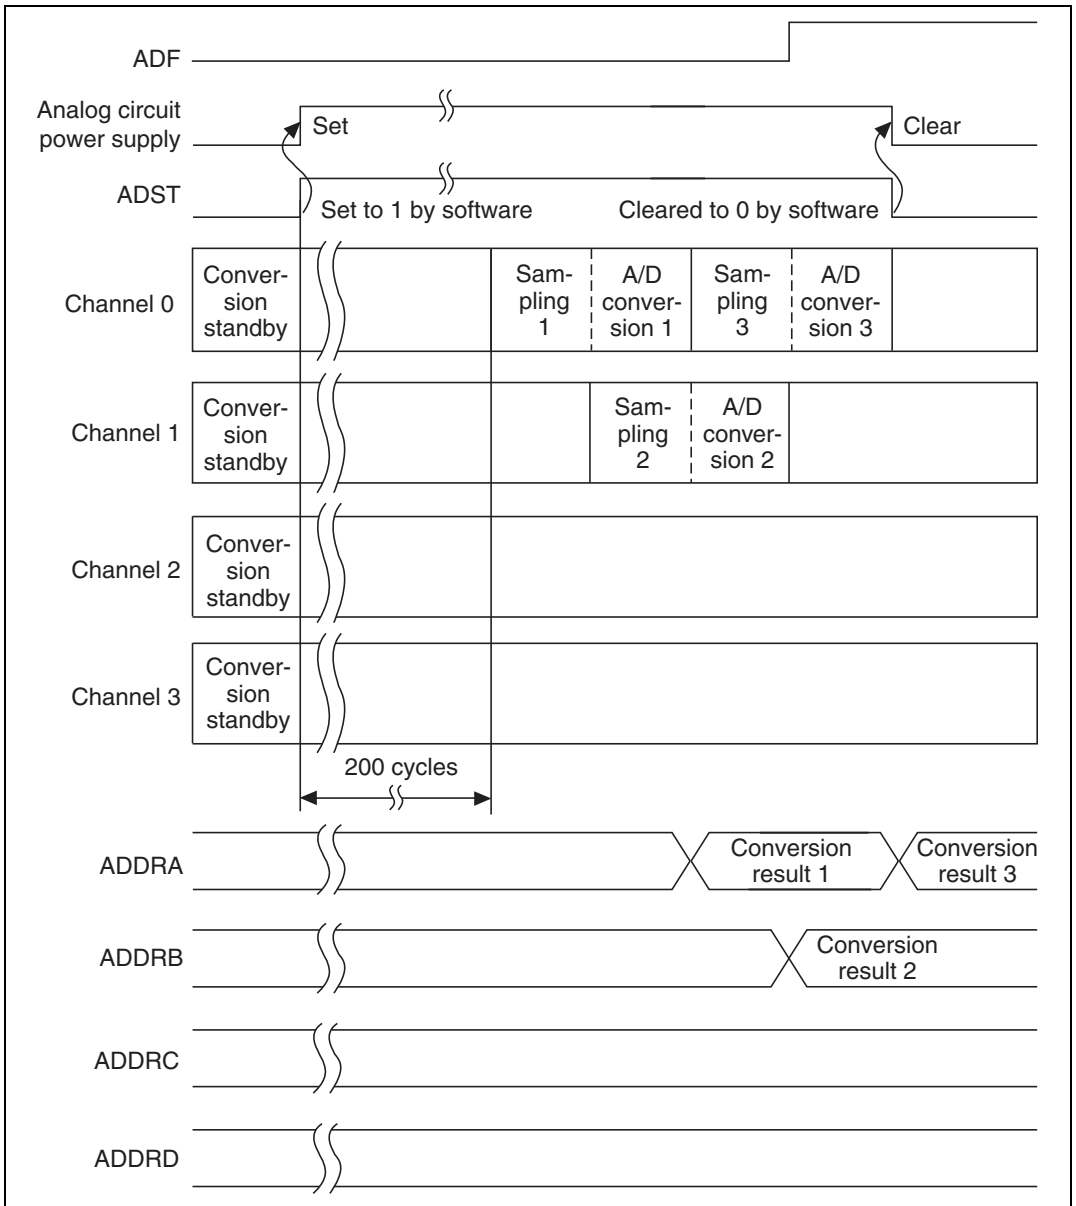 ADF
Analog circuit
power supply
Set
Clear
ADST
Set to 1 by software
Cleared to 0 by software
Channel 0
Conver-
sion
standby
Sam-
pling
1
A/D
conver-
sion 1
Sam-
pling
3
A/D
conver-
sion 3
Channel 1
Conver-
sion
standby
Sam-
pling
2
A/D
conver-
sion 2
Channel 2
Conver-
sion
standby
Channel 3
Conver-
sion
standby
200 cycles
ADDRA
Conversion
result 1
Conversion
result 3
ADDRB
Conversion
result 2
ADDRC
ADDRD